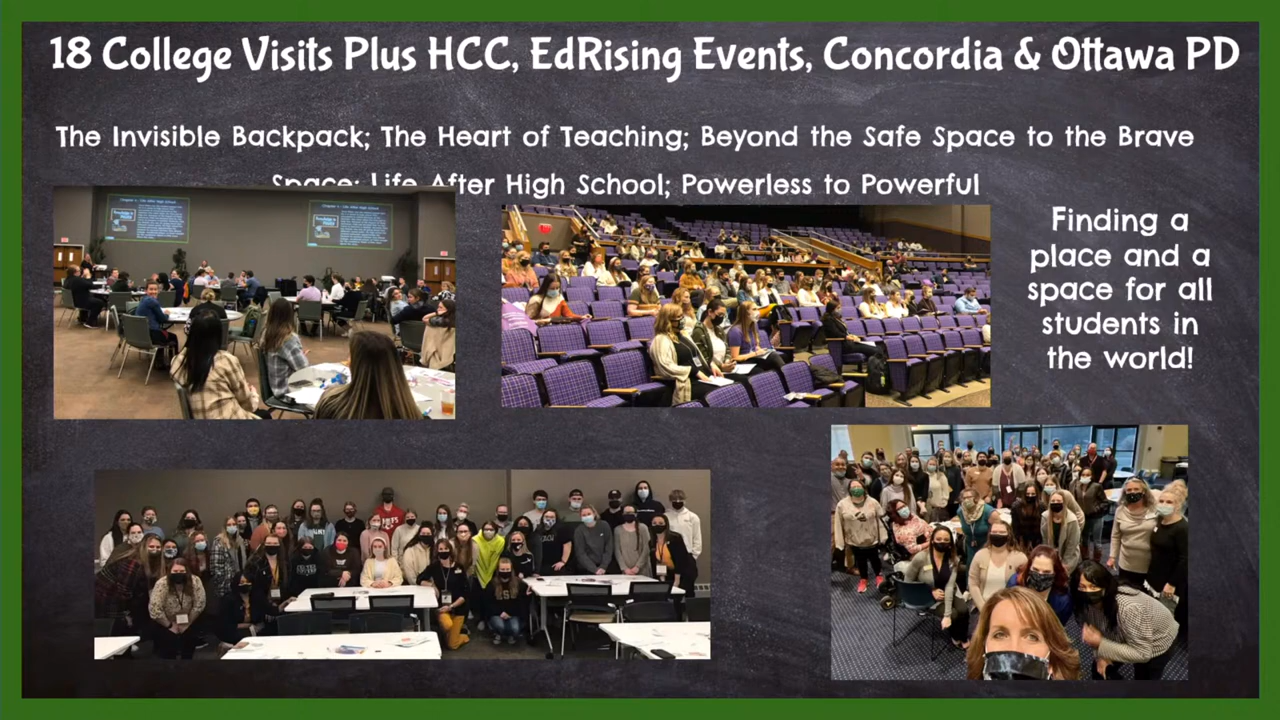 18 College Visits Plus HCC, EdRising Events, Concordia & Ottawa PD
The Invisible Backpack; The Heart of Teaching; Beyond the Safe Space to the Brave
Space; Life After High School; Powerless to Powerful
Finding a
place and a
space for all
students in
the world!